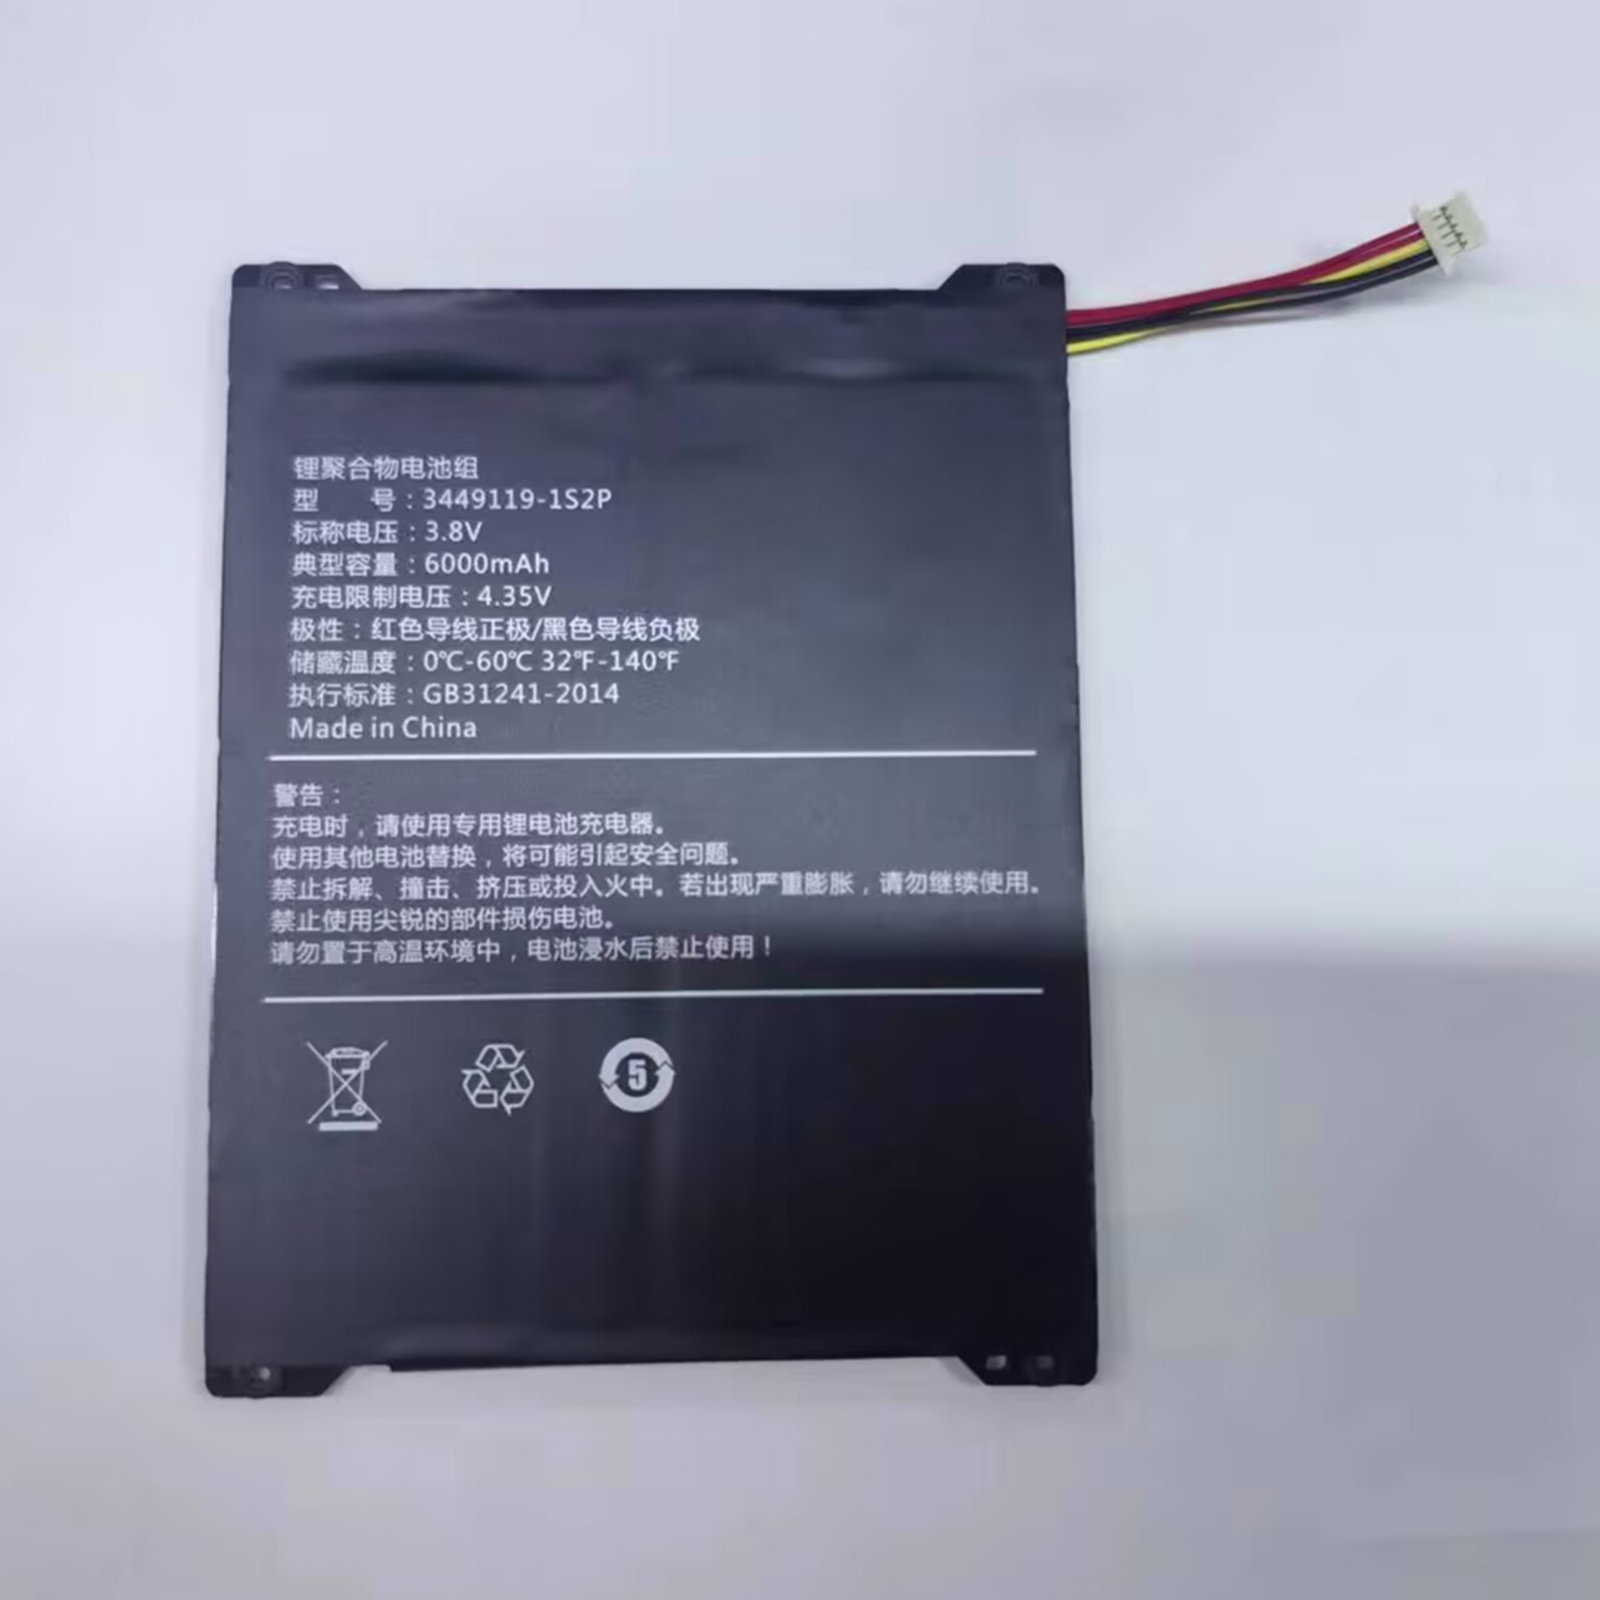 锂聚合物电池组
型 号：3449119-1S2P
标称电压：3.8V
典型容量：6000mAh
充电限制电压：4.35V
极性：红色导线正极/黑色导线负极
储藏温度：0℃-60℃ 32℉-140℉
执行标准：GB31241-2014
Made in China
警告：
充电时，请使用专用锂电池充电器。
使用其他电池替换，将可能引起安全问题。
禁止拆解、撞击、挤压或投入火中。若出现严重膨胀，请勿继续使用。
禁止使用尖锐的部件损伤电池。
请勿置于高温环境中，电池浸水后禁止使用！
5